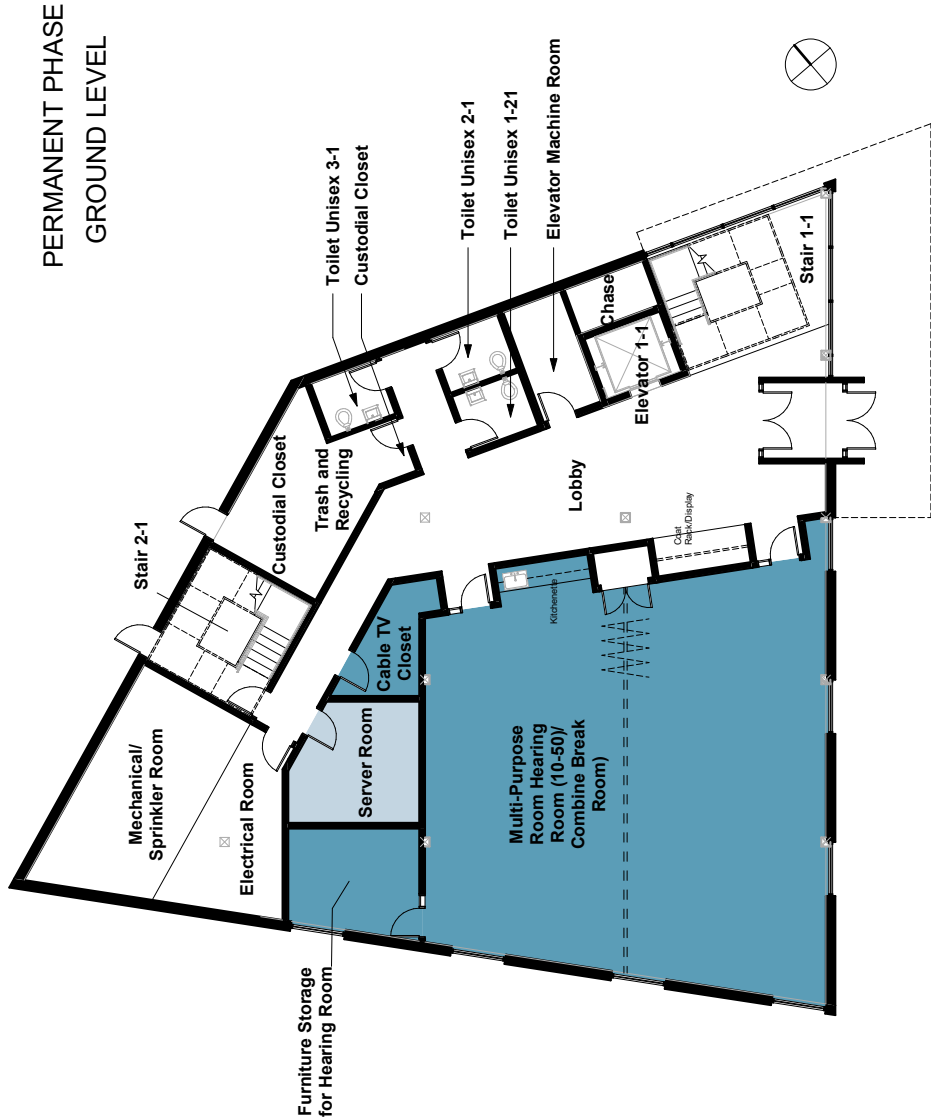 PERMANENT PHASE
GROUND LEVEL
Toilet Unisex 3-1
Custodial Closet
Toilet Unisex 2-1
Toilet Unisex 1-21
Elevator Machine Room
Stair 2-1
Custodial Closet
Trash and
Recycling
Chase
Elevator 1-1
Stair 1-1
Lobby
Coat
Rack/Display
Kitchenette
Cable TV
Closet
Server Room
Mechanical/
Sprinkler Room
Electrical Room
Multi-Purpose
Room Hearing
Room (10-50)/
Combine Break
Room)
Furniture Storage
for Hearing Room